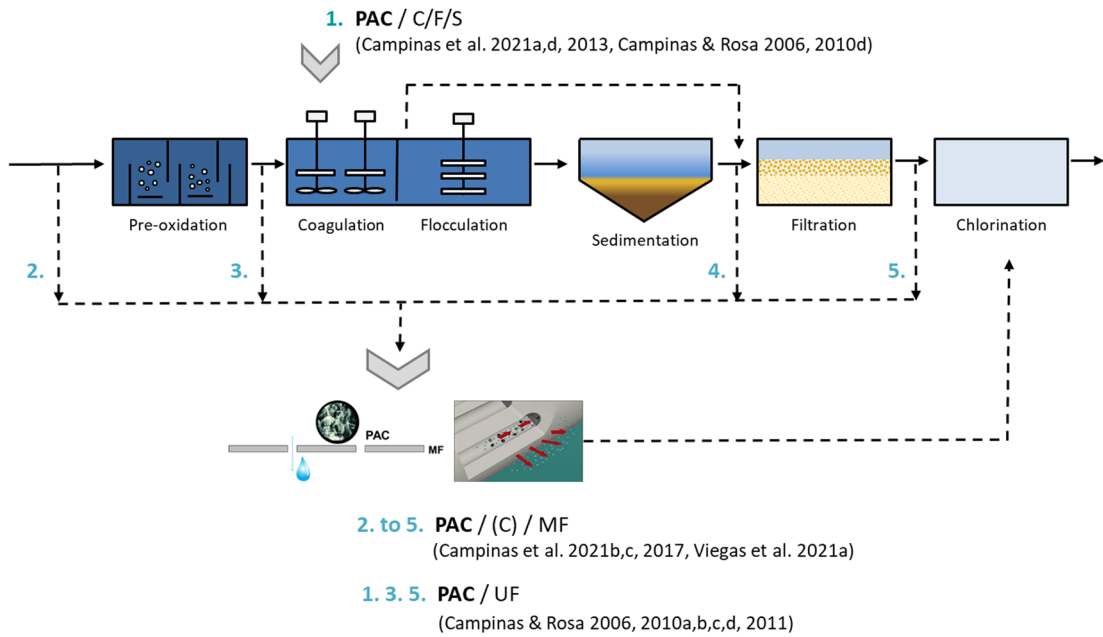 1. PAC / C/F/S
(Campinas et al. 2021a,d, 2013, Campinas & Rosa 2006, 2010d)
Pre-oxidation
Coagulation
Flocculation
Sedimentation
Filtration
Chlorination
2.
3.
4.
5.
PAC
MF
2. to 5. PAC / (C) / MF
(Campinas et al. 2021b,c, 2017, Viegas et al. 2021a)
1. 3. 5. PAC / UF
(Campinas & Rosa 2006, 2010a,b,c,d, 2011)